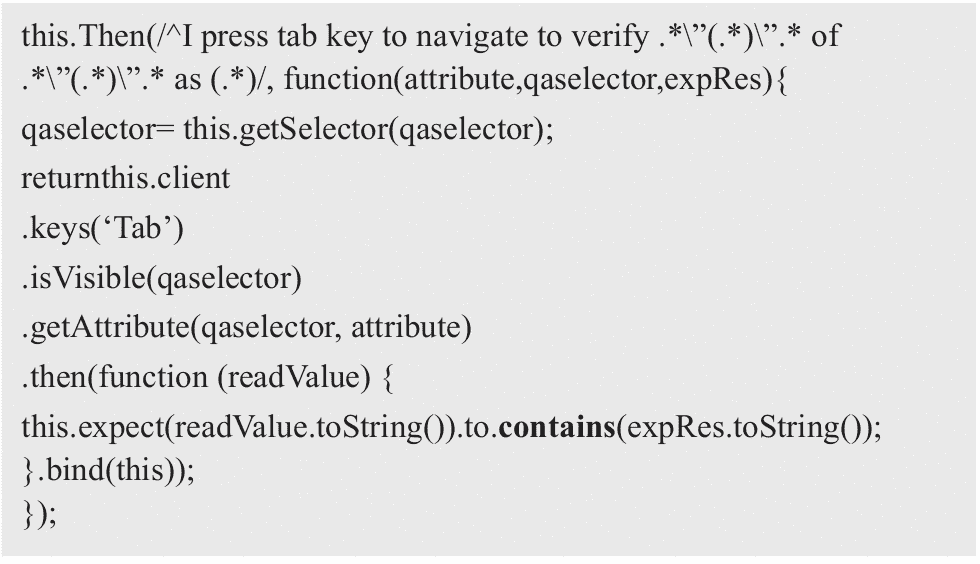 this.Then(/^I press tab key to navigate to verify .*\”(.*)\”.* of
.*\”(.*)\”.* as (.*)/, function(attribute,qaselector,expRes){
qaselector= this.getSelector(qaselector);
returnthis.client
.keys(‘Tab’)
.isVisible(qaselector)
.getAttribute(qaselector, attribute)
.then(function (readValue) {
this.expect(readValue.toString()).to.contains(expRes.toString());
}.bind(this));
});